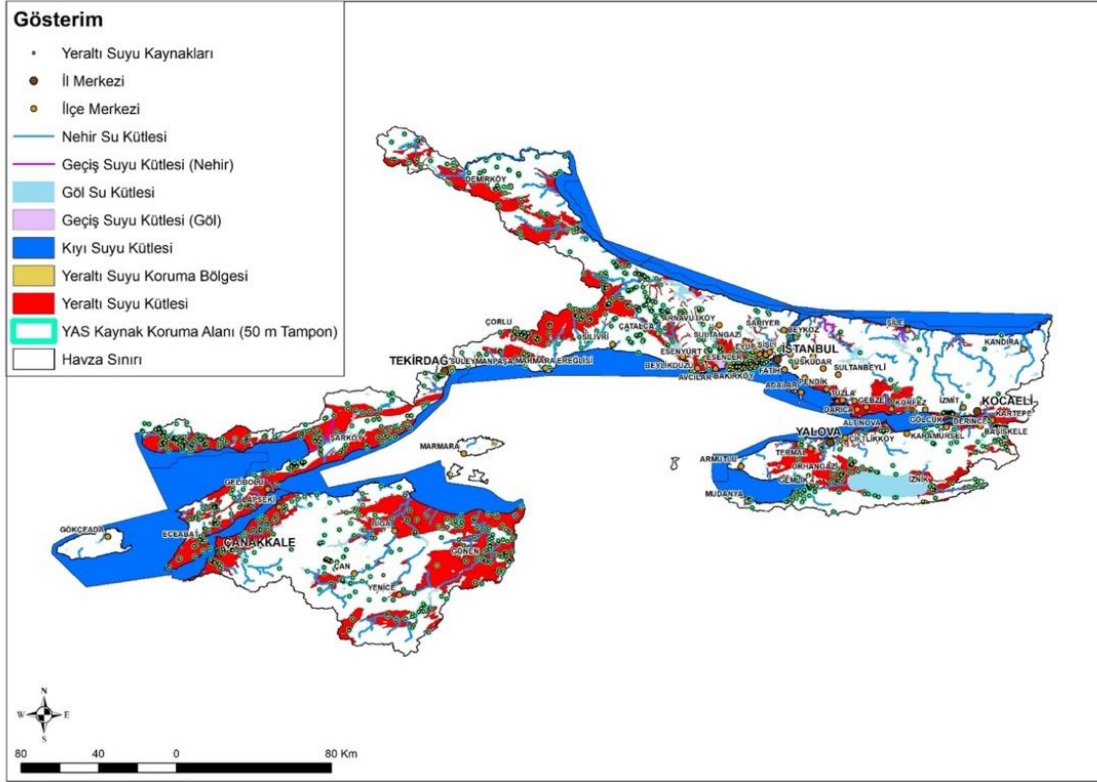 Gösterim
Yeraltı Suyu Kaynakları
İl Merkezi
İlçe Merkezi
Nehir Su Kütlesi
Geçiş Suyu Kütlesi (Nehir)
Göl Su Kütlesi
Geçiş Suyu Kütlesi (Göl)
Kıyı Suyu Kütlesi
Yeraltı Suyu Koruma Bölgesi
Yeraltı Suyu Kütlesi
YAS Kaynak Koruma Alanı (50 m Tampon)
Havza Sınırı
DEMİRKÖY
ÇORLU
SİLİVRİ
ÇATALCA
ARNAVUTKÖY
SULTANGAZİ
SARIYER
BEYKOZ
ŞİLE
KANDIRA
TEKİRDAĞ
SÜLEYMANPAŞA
MARMARA EREĞLİSİ
ESENYURT
ESENLER
EYÜP
ŞİŞLİ
İSTANBUL
BEYLİKDÜZÜ
AVCILAR
BAKIRKÖY
FATİH
ÜSKÜDAR
SULTANBEYLİ
ADALAR
PENDİK
TUZLA
GEBZE
DARICA
KÖRFEZ
İZMİT
KOCAELİ
KARTEPE
DERİNCE
GÖLCÜK
BAŞİSKELE
ALTINOVA
KARAMÜRSEL
YALOVA
ÇİFTLİKKÖY
TERMAL
ARMUTLU
ORHANGAZİ
GEMLİK
İZNİK
MUDANYA
ŞARKÖY
MARMARA
GELİBOLU
LAPSEKİ
GÖKÇEADA
ECEABAT
ÇANAKKALE
BİGA
GÖNEN
ÇAN
YENİCE
N
W
E
S
80 40 0 80 Km